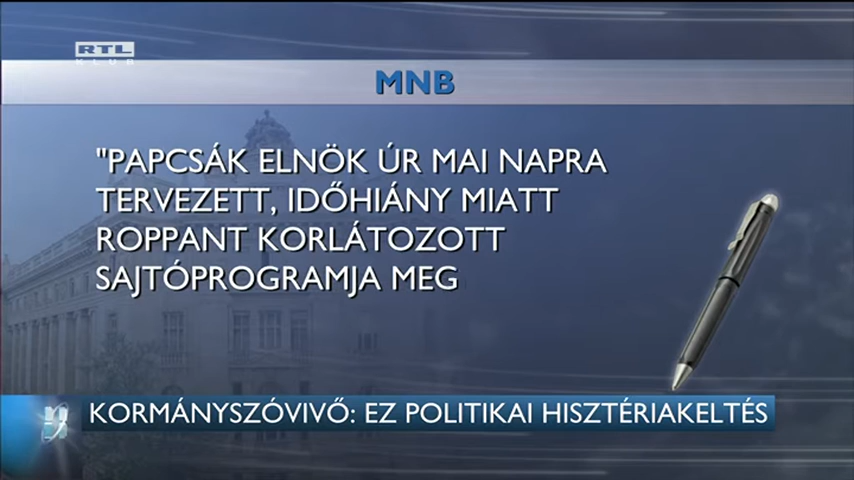 RTL
KLUB
MNB
"PAPCSÁK ELNÖK ÚR MAI NAPRA
TERVEZETT, IDŐHIÁNY MIATT
ROPPANT KORLÁTOZOTT
SAJTÓPROGRAMJA MEG
KORMÁNYSZÓVIVŐ: EZ POLITIKAI HISZTÉRIAKELTÉS